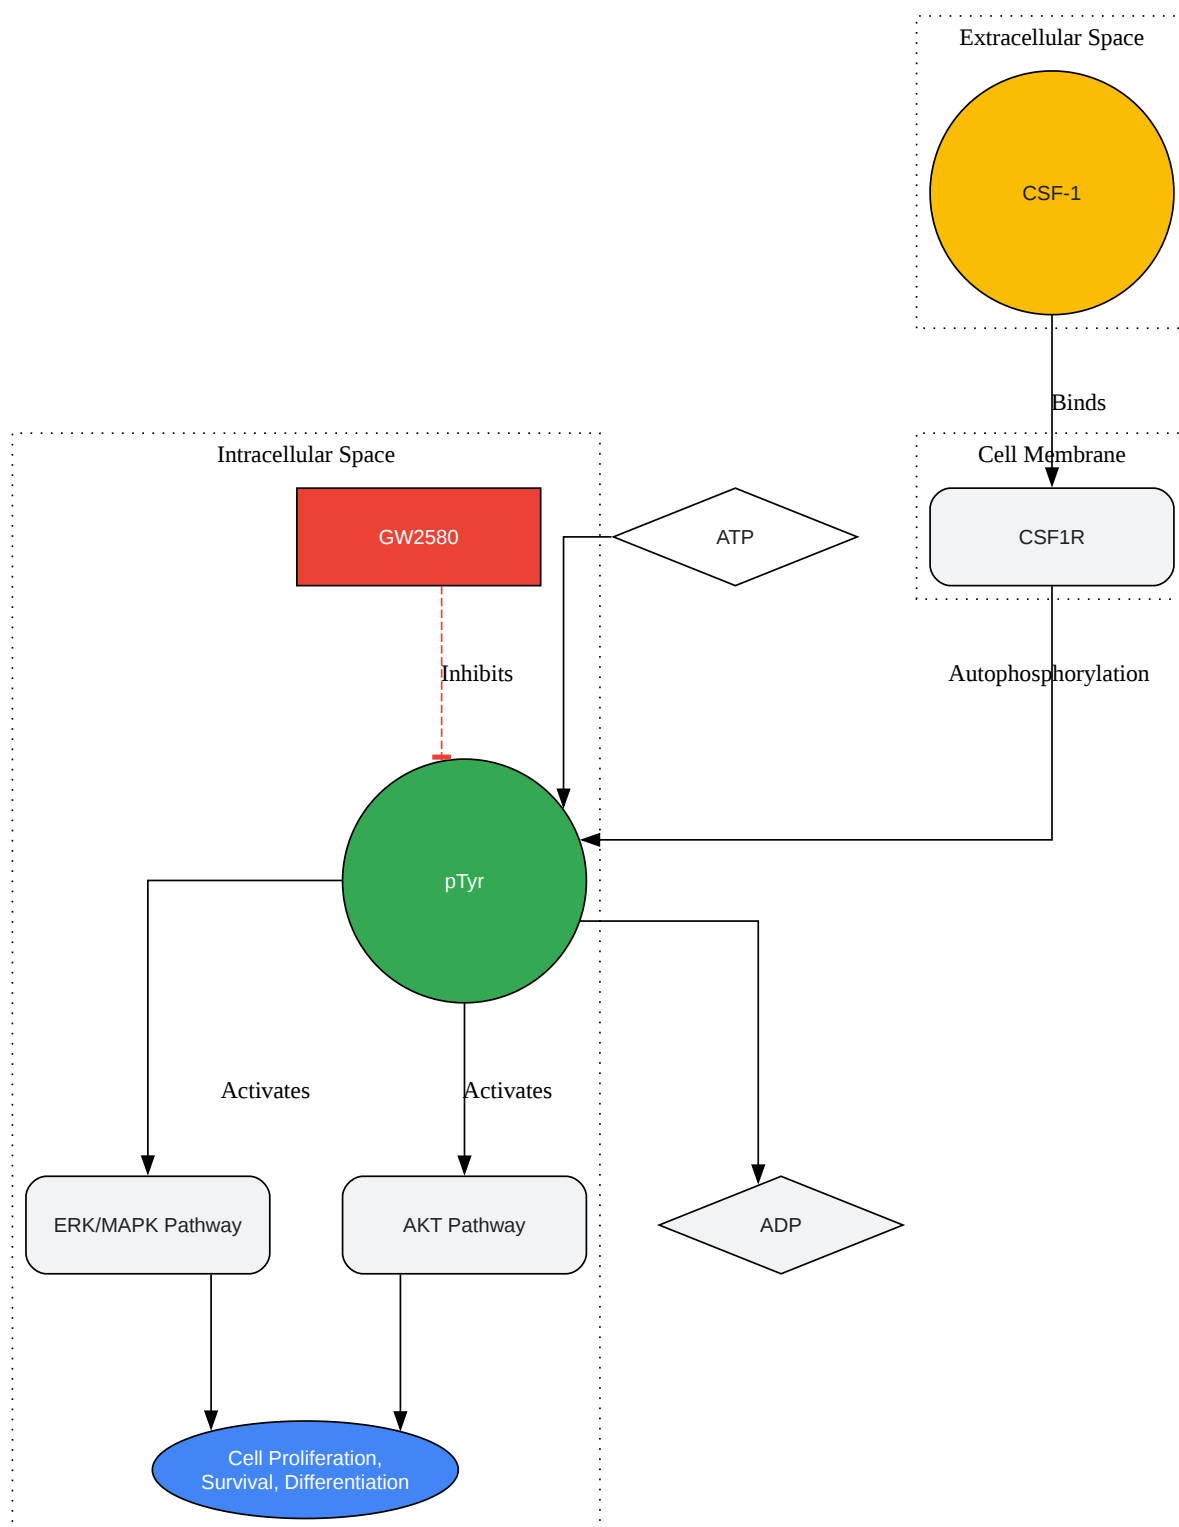 Extracellular Space
CSF-1
Binds
Intracellular Space
Cell Membrane
GW2580
ATP
CSF1R
Inhibits
Autophosphorylation
pTyr
Activates
Activates
ERK/MAPK Pathway
AKT Pathway
ADP
Cell Proliferation,
Survival, Differentiation